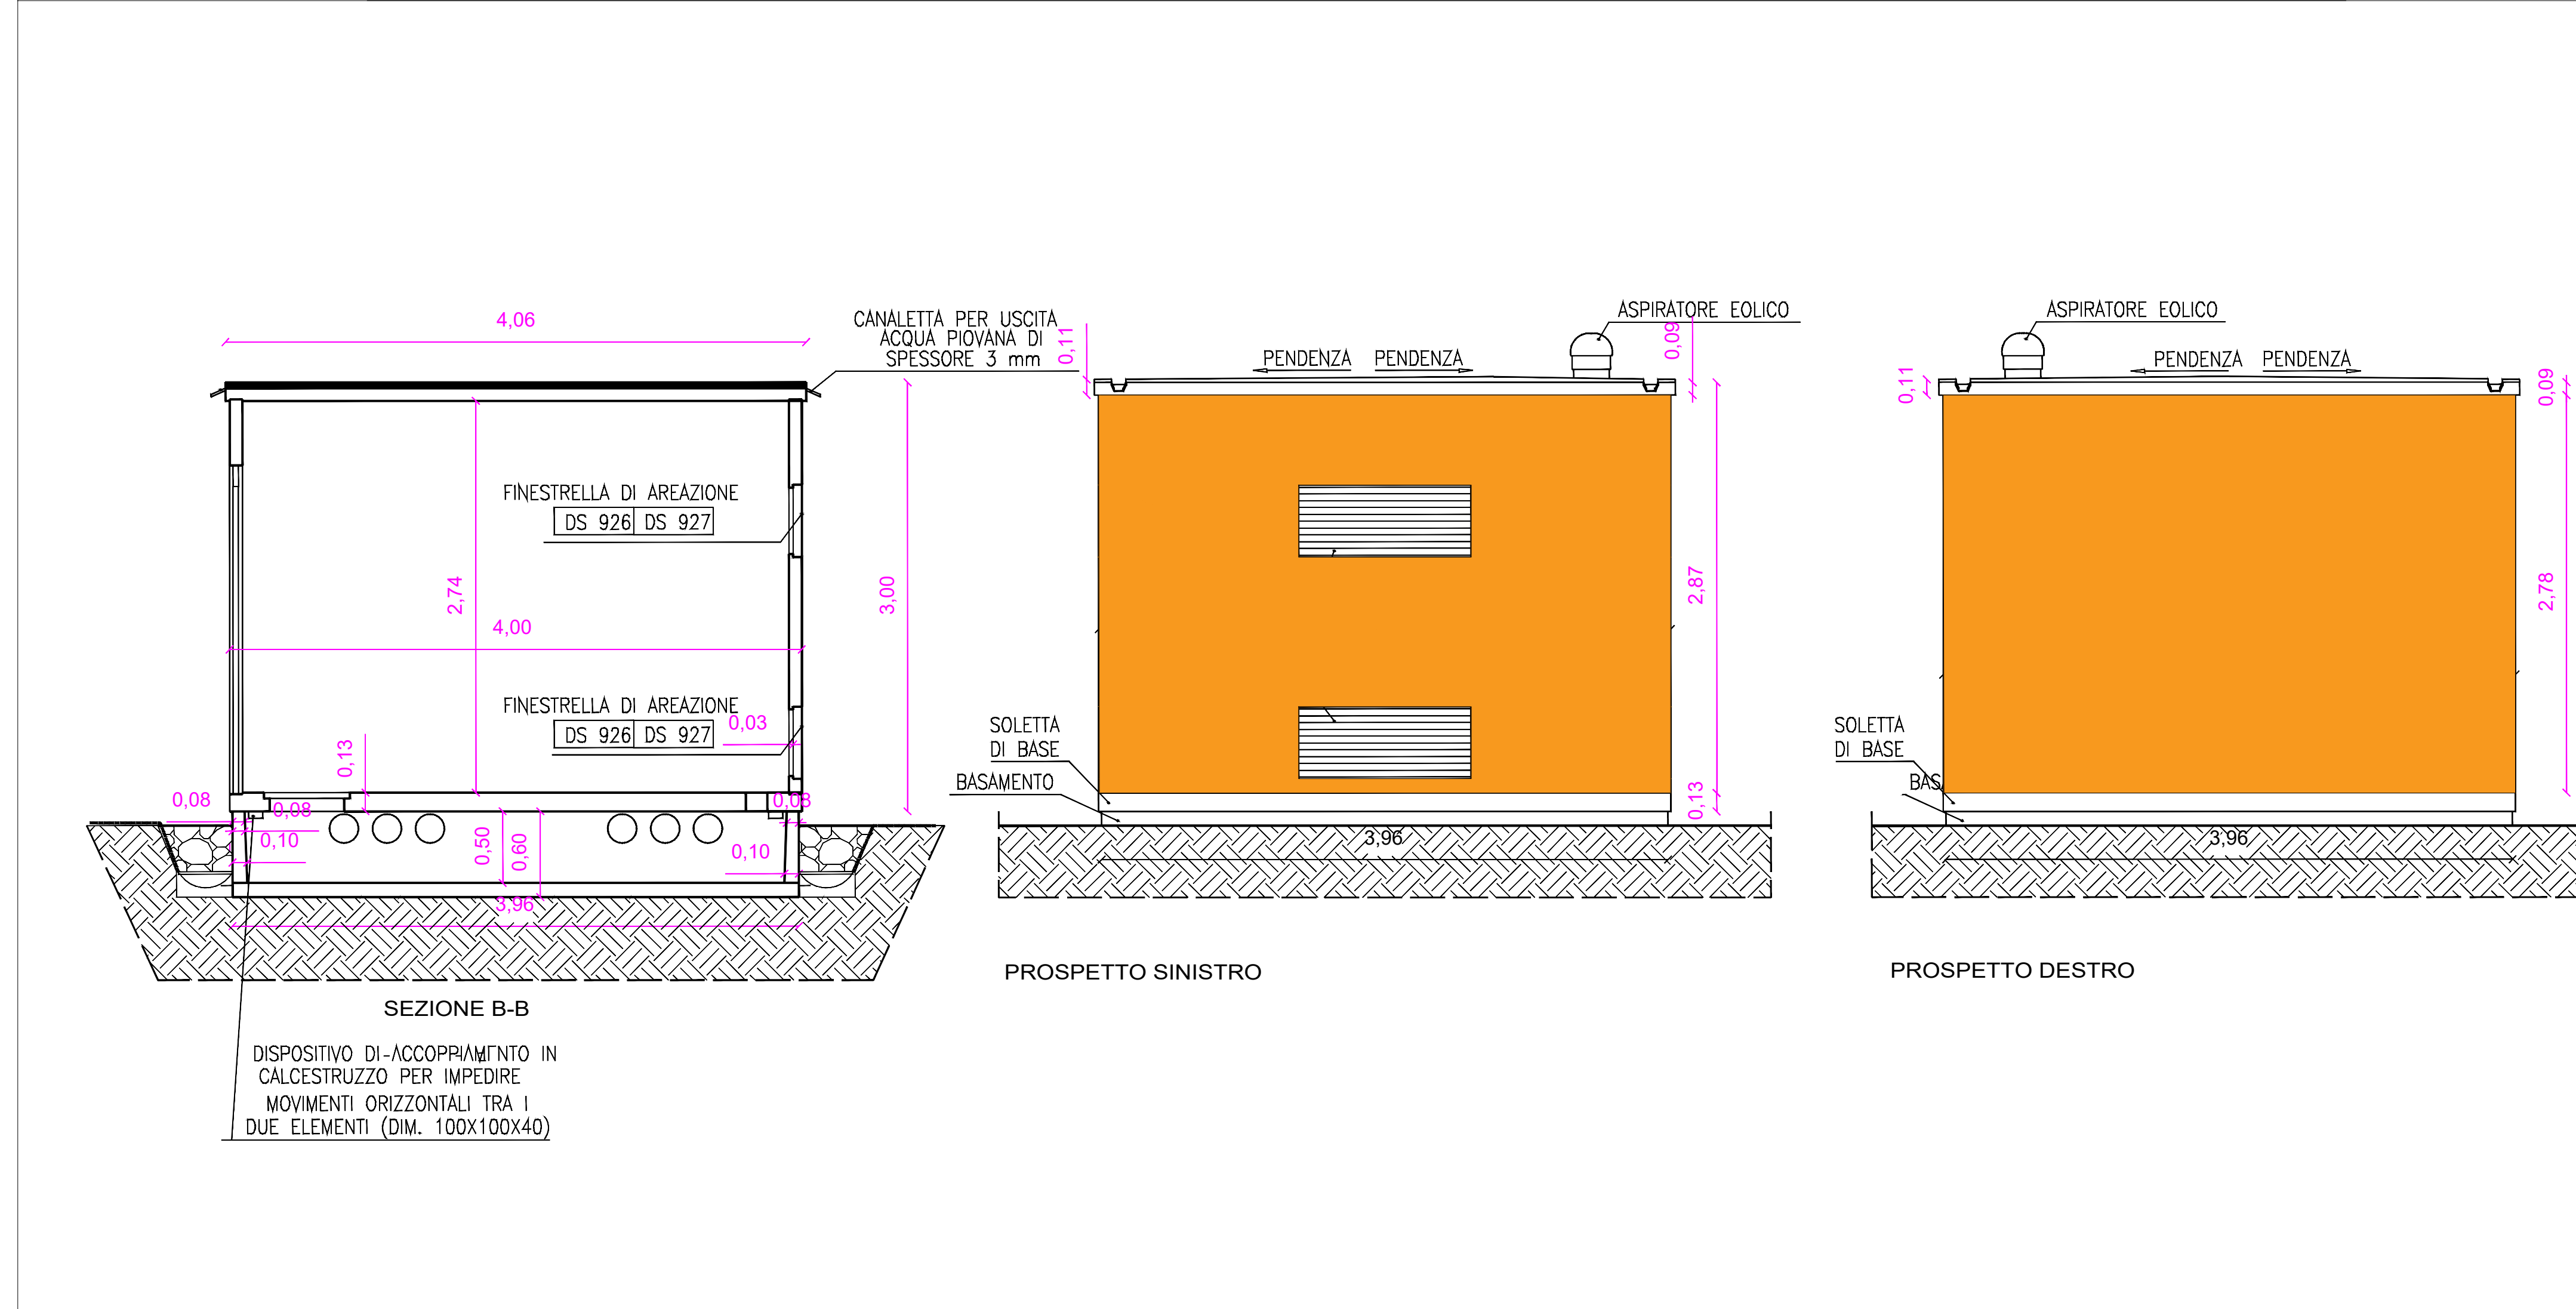 4,06
CANALETTA PER USCITA
ACQUA PIOVANA DI
SPESSORE 3 mm
FINESTRELLA DI AREAZIONE
DS 926 DS 927
2,74
4,00
3,00
FINESTRELLA DI AREAZIONE
DS 926 DS 927
0,03
0,13
0,08
0,08
0,08
0,10
0,50
0,60
0,10
3,96
SEZIONE B-B
DISPOSITIVO DI ACCOPPIAMENTO IN
CALCESTRUZZO PER IMPEDIRE
MOVIMENTI ORIZZONTALI TRA I
DUE ELEMENTI (DIM. 100X100X40)
0,11
PENDENZA PENDENZA
ASPIRATORE EOLICO
0,09
2,87
SOLETTA
DI BASE
BASAMENTO
0,13
3,96
PROSPETTO SINISTRO
ASPIRATORE EOLICO
PENDENZA PENDENZA
0,11
0,09
2,78
SOLETTA
DI BASE
BAS
3,96
PROSPETTO DESTRO